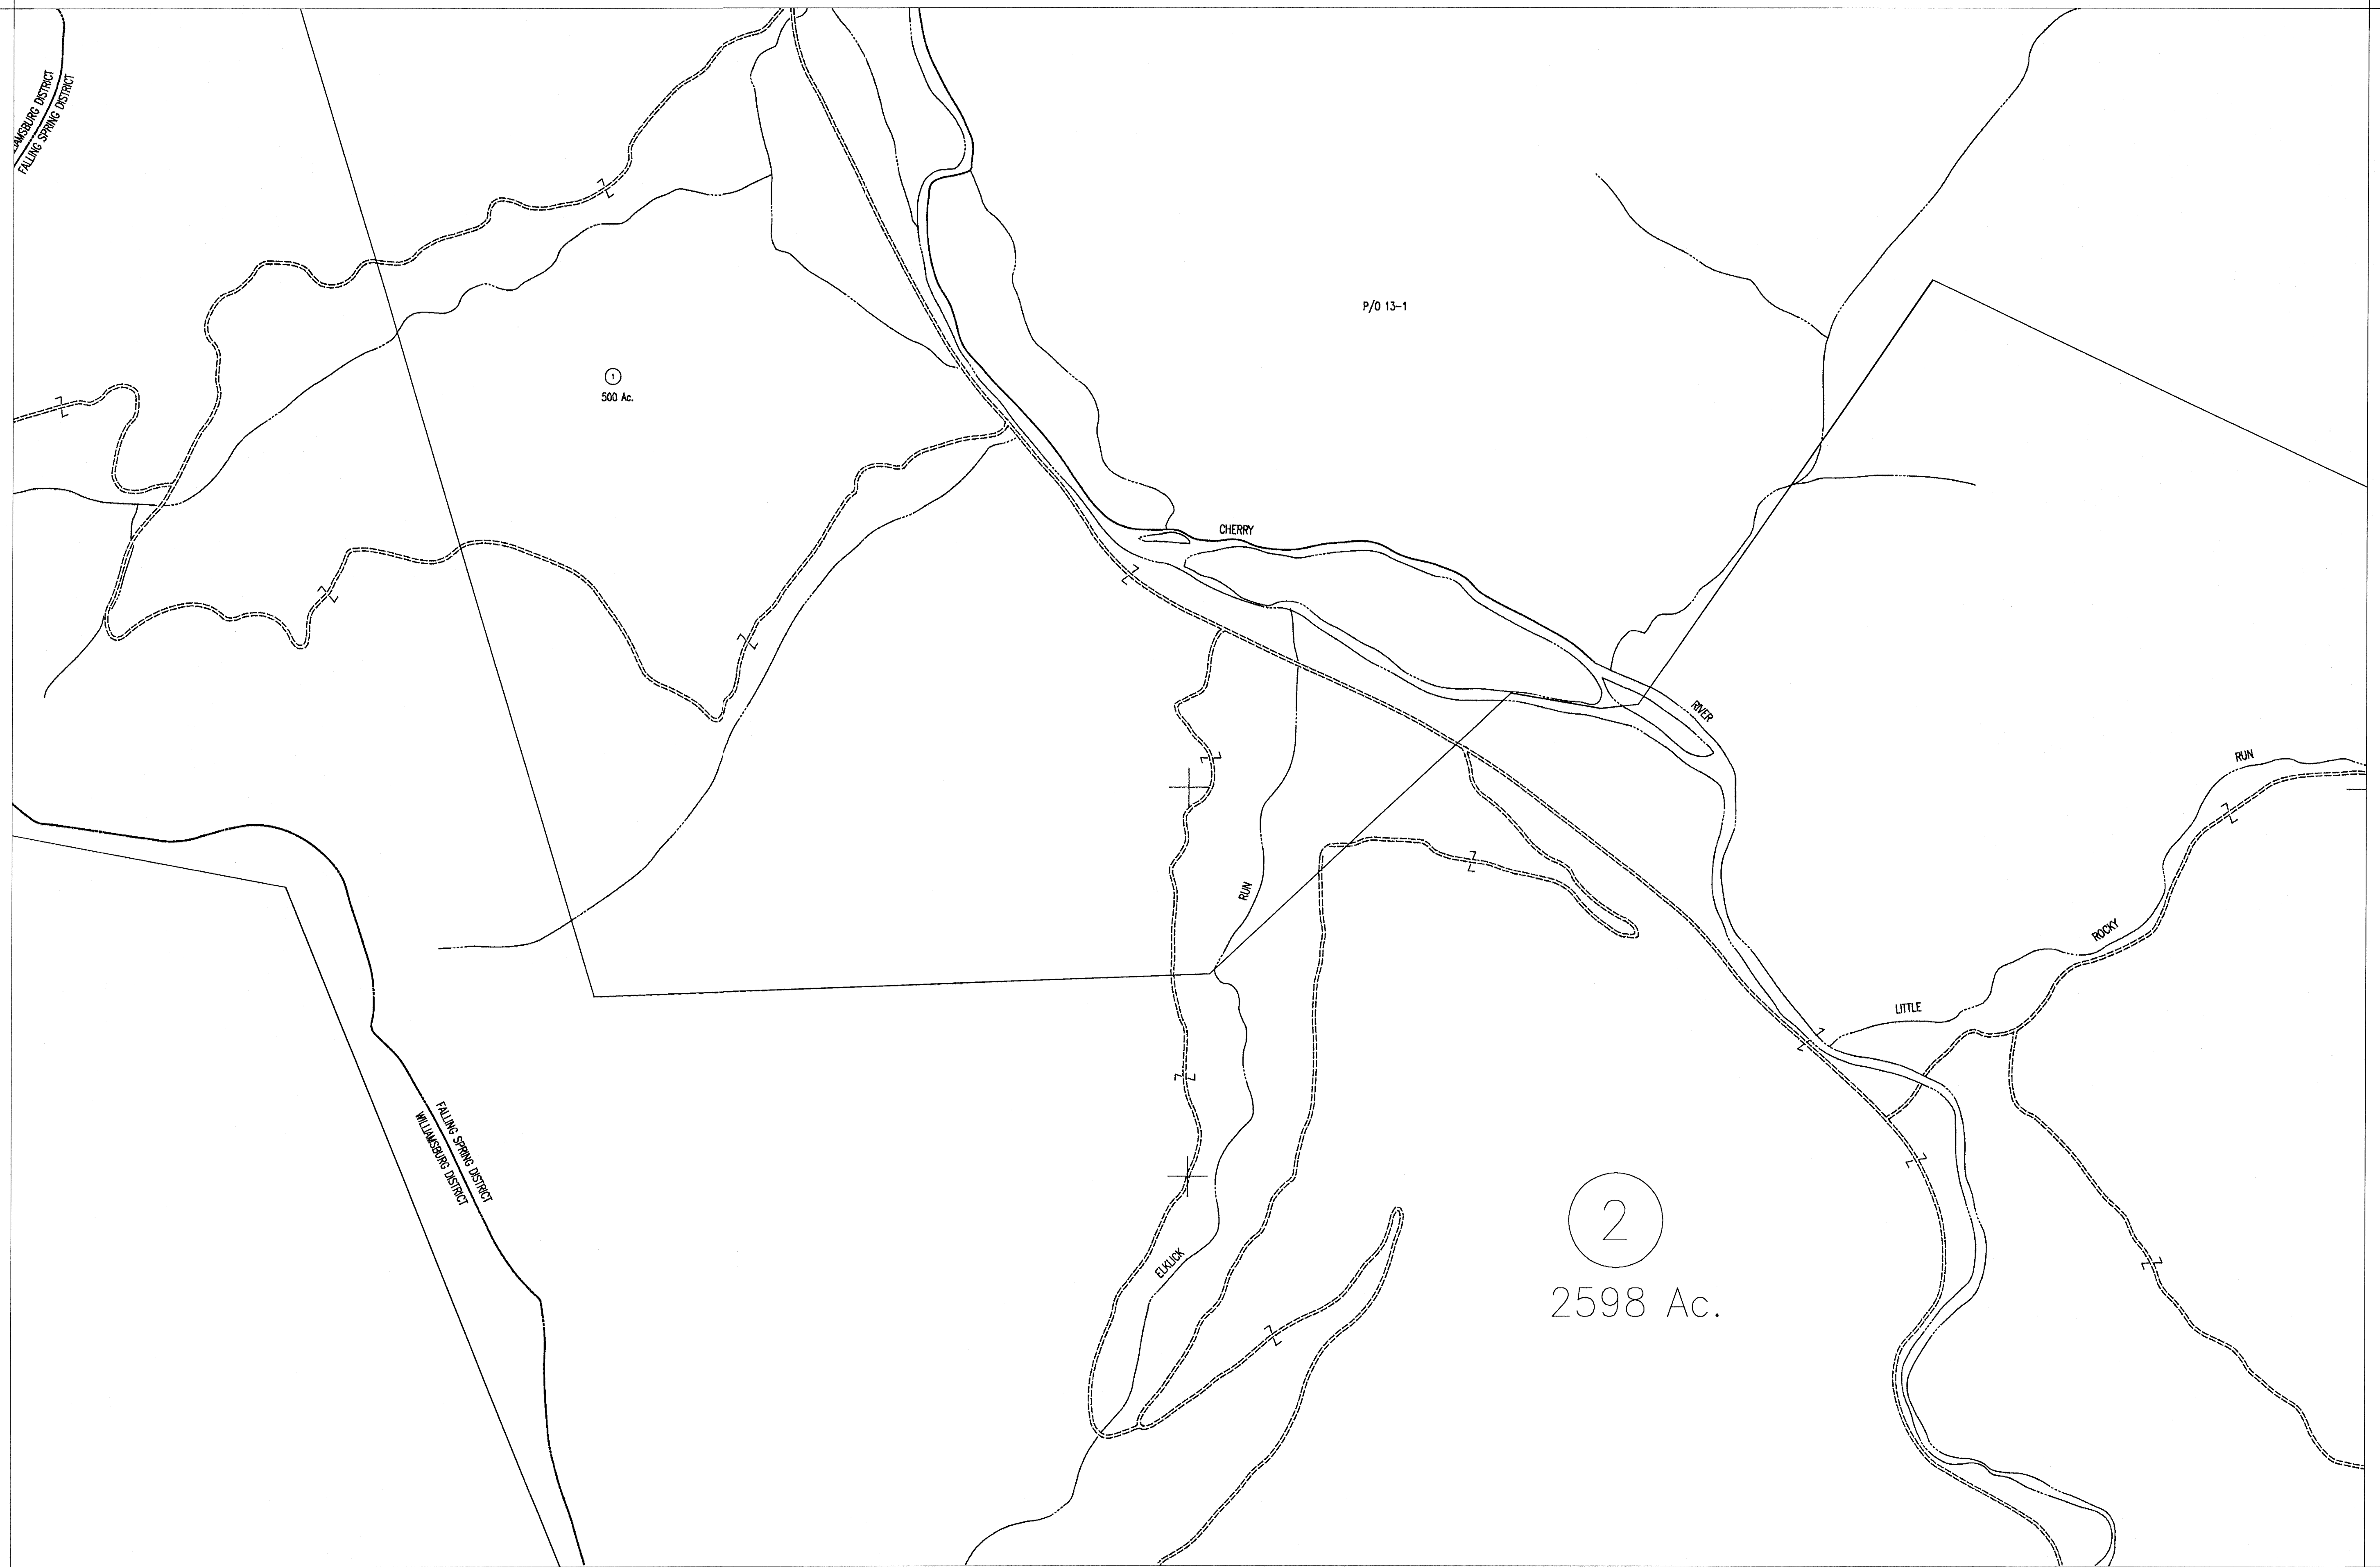 AMSBURG DISTRICT
FALLING SPRING DISTRICT
P/O 13-1
1
500 Ac.
CHERRY
RIVER
RUN
RUN
ROCKY
LITTLE
FALLING SPRING DISTRICT
WILLIAMSBURG DISTRICT
ELKLICK
2
2598 Ac.